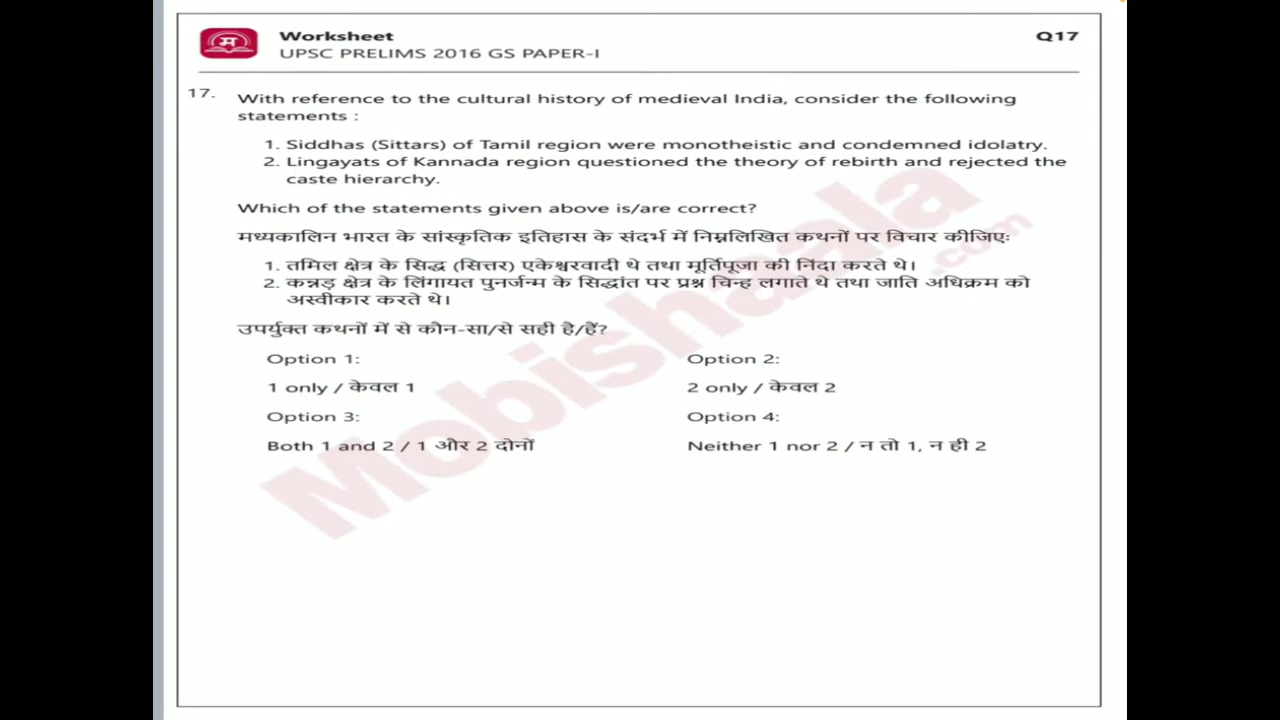 म
Worksheet
Q17
UPSC PRELIMS 2016 GS PAPER-I
17. With reference to the cultural history of medieval India, consider the following
statements :
1. Siddhas (Sittars) of Tamil region were monotheistic and condemned idolatry.
2. Lingayats of Kannada region questioned the theory of rebirth and rejected the
caste hierarchy.
Which of the statements given above is/are correct?
मध्यकालिन भारत के सांस्कृतिक इतिहास के संदर्भ में निम्नलिखित कथनों पर विचार कीजिएः
1. तमिल क्षेत्र के सिद्ध (सित्तर) एकेश्वरवादी थे तथा मूर्तिपूजा की निंदा करते थे।
2. कन्नड़ क्षेत्र के लिंगायत पुनर्जन्म के सिद्धांत पर प्रश्न चिन्ह लगाते थे तथा जाति अधिक्रम को
अस्वीकार करते थे।
उपर्युक्त कथनों में से कौन-सा/से सही है/हैं?
Option 1:
Option 2:
1 only / केवल 1
2 only / केवल 2
Option 3:
Option 4:
Both 1 and 2 / 1 और 2 दोनों
Neither 1 nor 2 / न तो 1, न ही 2
Mobishaala
.com